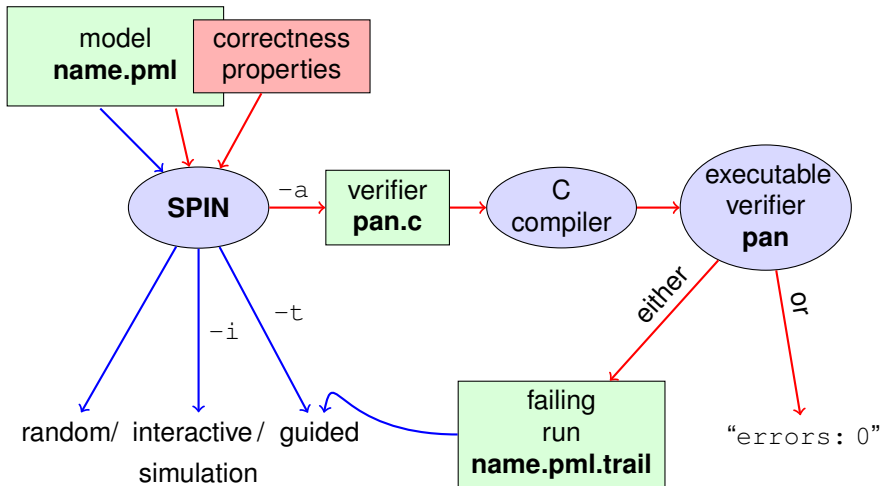 model
name.pml
correctness
properties
SPIN
-a
verifier
pan.c
C
compiler
executable
verifier
pan
either
or
-i
-t
random/ interactive/ guided
simulation
failing
run
name.pml.trail
“errors: 0”